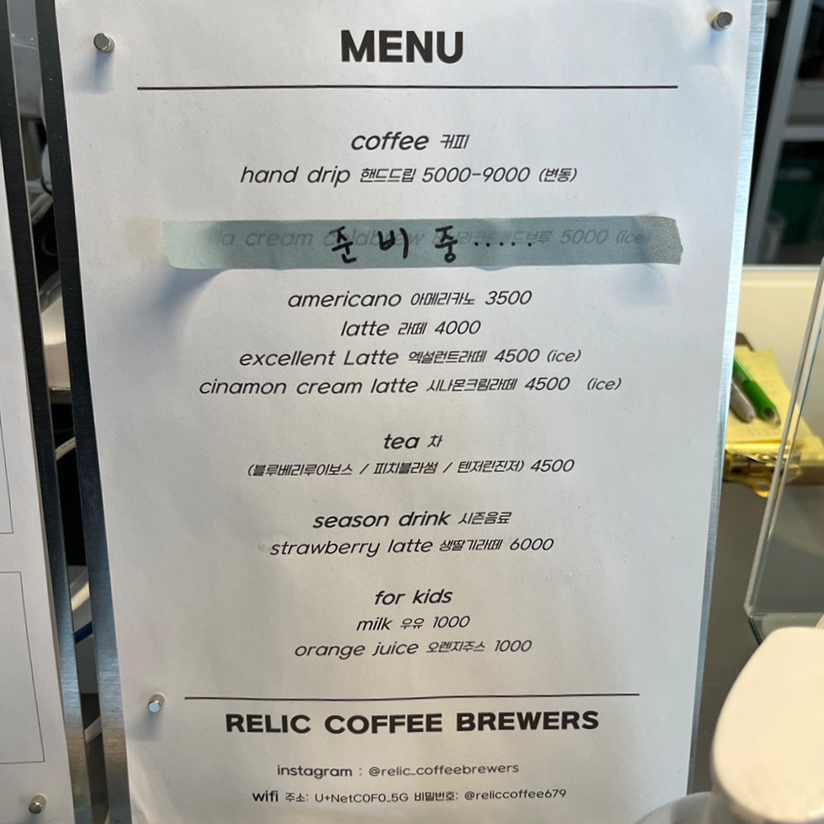 MENU
coffee 커피
hand drip 핸드드립 5000-9000 (변동)
cream 5000 (ice)
준비중.....
americano 아메리카노 3500
latte 라떼 4000
excellent Latte 엑설런트라떼 4500 (ice)
cinamon cream latte 시나몬크림라떼 4500 (ice)
tea 차
(블루베리루이보스 / 피치블라썸 / 텐저린진저) 4500
season drink 시즌음료
strawberry latte 생딸기라떼 6000
for kids
milk 우유 1000
orange juice 오렌지주스 1000
RELIC COFFEE BREWERS
instagram : @relic_coffeebrewers
wifi 주소: U+NetC0F0_5G 비밀번호: @reliccoffee679